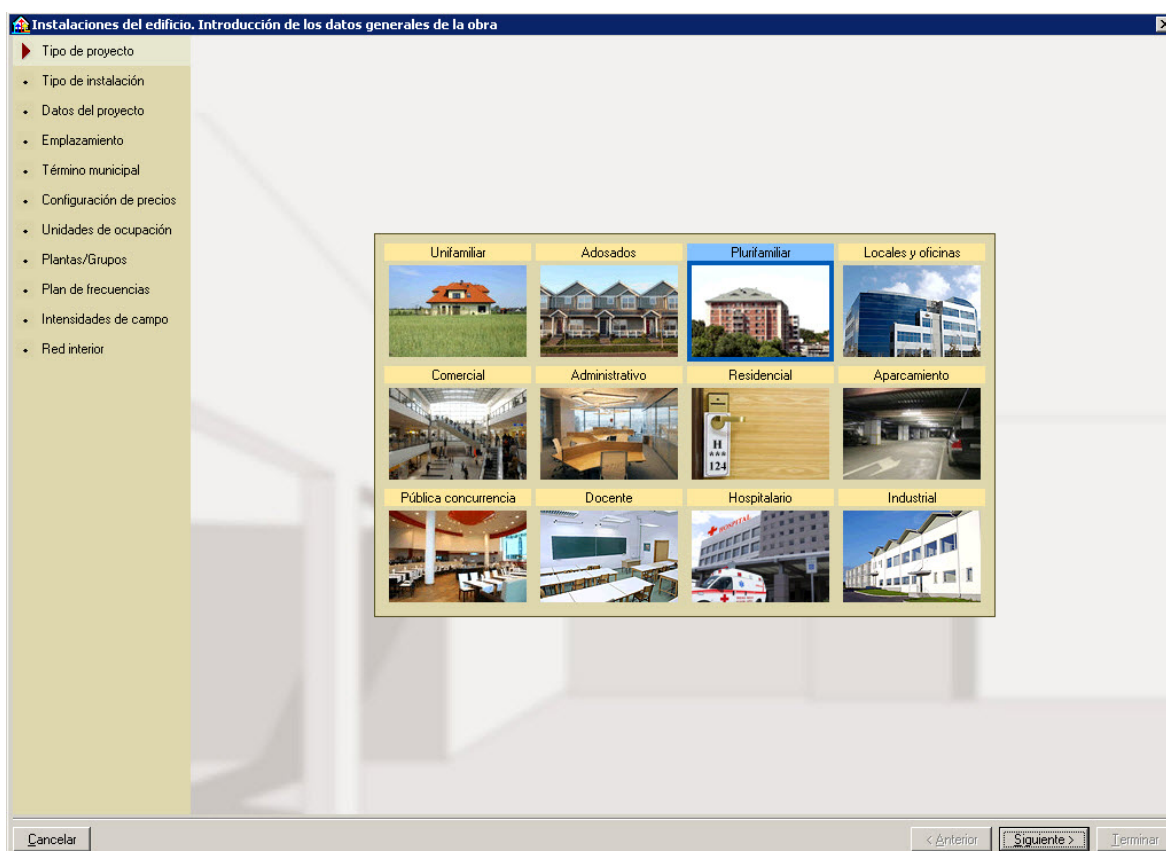 Instalaciones del edificio. Introducción de los datos generales de la obra
Tipo de proyecto
Tipo de instalación
Datos del proyecto
Emplazamiento
Término municipal
Configuración de precios
Unidades de ocupación
Plantas/Grupos
Plan de frecuencias
Intensidades de campo
Red interior
Unifamiliar
Adosados
Plurifamiliar
Locales y oficinas
Comercial
Administrativo
Residencial
Aparcamiento
H
***
124
Pública concurrencia
Docente
Hospitalario
Industrial
HOSPITAL
Cancelar
< Anterior
Siguiente >
Terminar